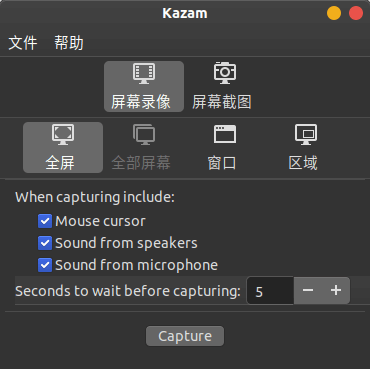 Kazam
文件 帮助
屏幕录像 屏幕截图
全屏 全部屏幕 窗口 区域
When capturing include:
Mouse cursor
Sound from speakers
Sound from microphone
Seconds to wait before capturing: 5 − +
Capture